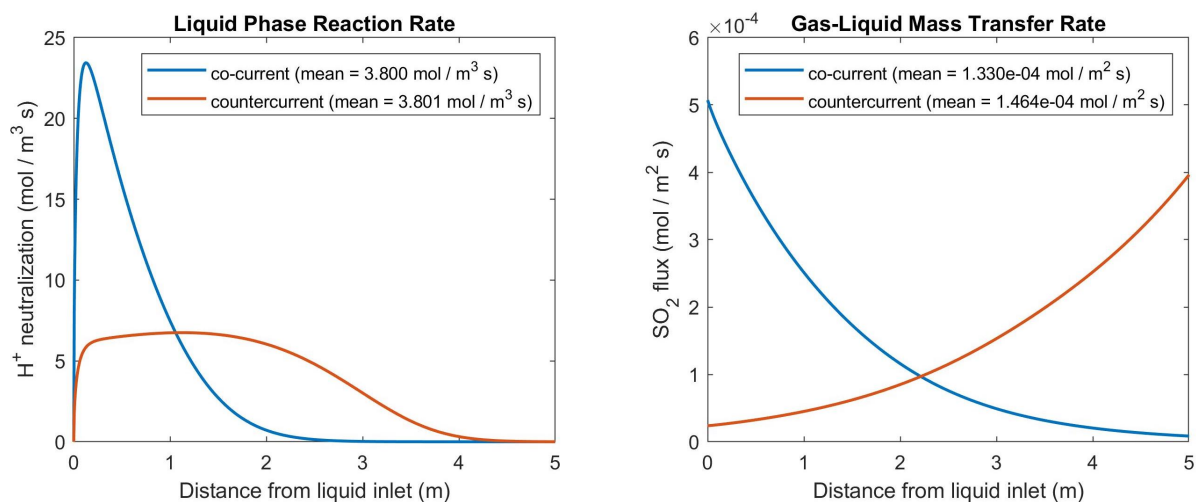 Liquid Phase Reaction Rate
co-current (mean = 3.800 mol / m³ s)
countercurrent (mean = 3.801 mol / m³ s)
H⁺ neutralization (mol / m³ s)
25
20
15
10
5
0
0 1 2 3 4 5
Distance from liquid inlet (m)
Gas-Liquid Mass Transfer Rate
×10⁻⁴
co-current (mean = 1.330e-04 mol / m² s)
countercurrent (mean = 1.464e-04 mol / m² s)
SO₂ flux (mol / m² s)
6
5
4
3
2
1
0
0 1 2 3 4 5
Distance from liquid inlet (m)